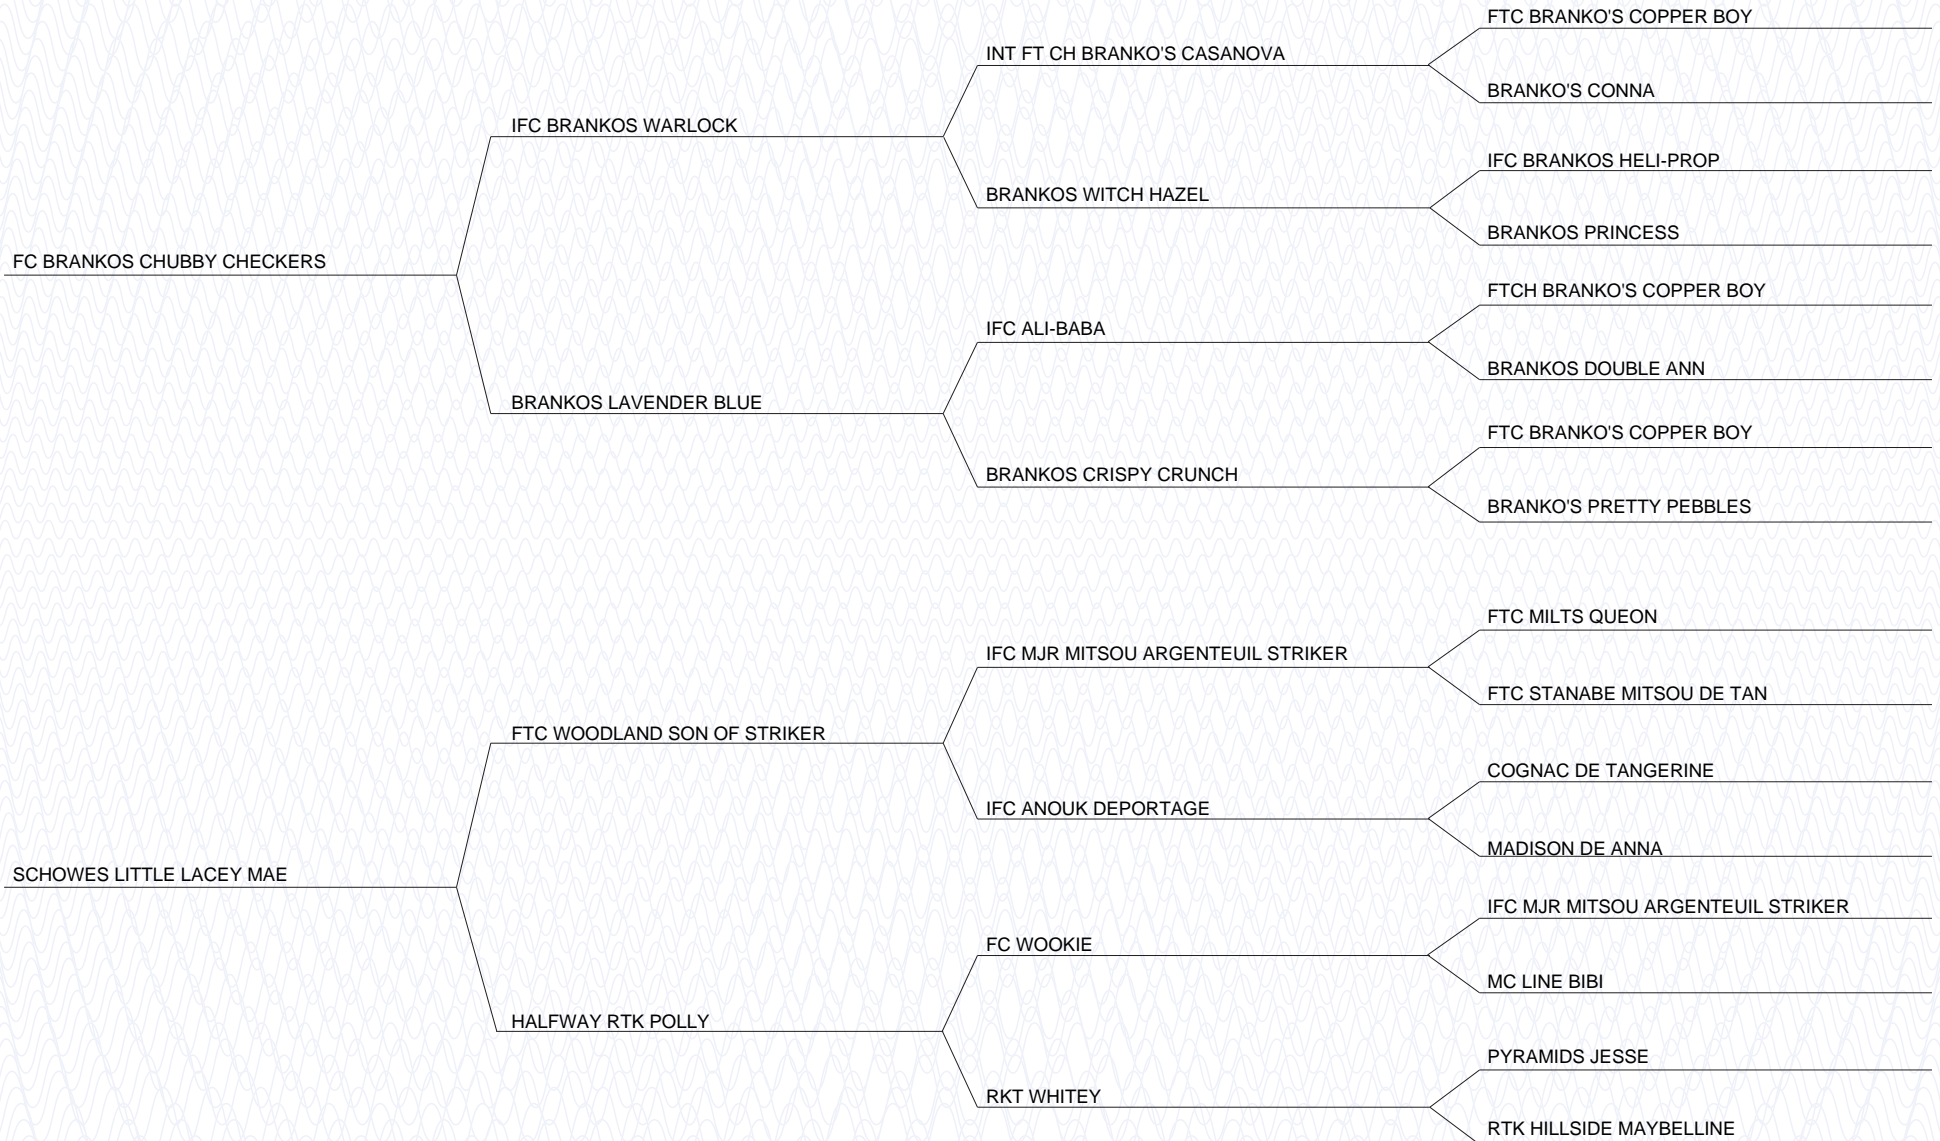 FTC BRANKO'S COPPER BOY
INT FT CH BRANKO'S CASANOVA
BRANKO'S CONNA
IFC BRANKOS WARLOCK
IFC BRANKOS HELI-PROP
BRANKOS WITCH HAZEL
BRANKOS PRINCESS
FC BRANKOS CHUBBY CHECKERS
FTCH BRANKO'S COPPER BOY
IFC ALI-BABA
BRANKOS DOUBLE ANN
BRANKOS LAVENDER BLUE
FTC BRANKO'S COPPER BOY
BRANKOS CRISPY CRUNCH
BRANKO'S PRETTY PEBBLES
FTC MILTS QUEON
IFC MJR MITSOU ARGENTEUIL STRIKER
FTC STANABE MITSOU DE TAN
FTC WOODLAND SON OF STRIKER
COGNAC DE TANGERINE
IFC ANOUK DEPORTAGE
MADISON DE ANNA
SCHOWES LITTLE LACEY MAE
IFC MJR MITSOU ARGENTEUIL STRIKER
FC WOOKIE
MC LINE BIBI
HALFWAY RTK POLLY
PYRAMIDS JESSE
RKT WHITEY
RTK HILLSIDE MAYBELLINE